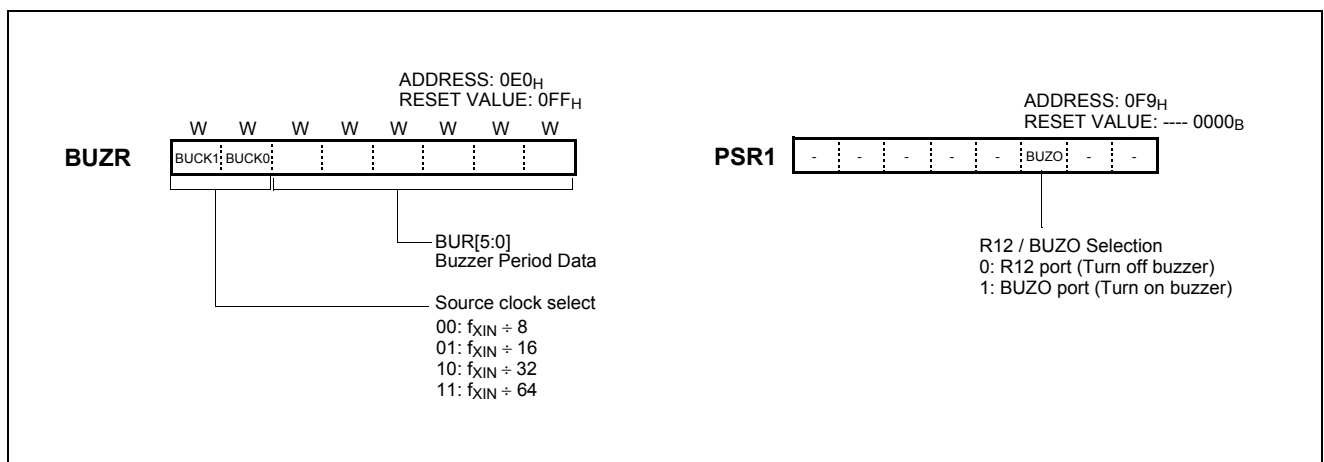 ADDRESS: 0E0H
RESET VALUE: 0FFH
W W W W W W W W
BUZR BUCK1 BUCK0
BUR[5:0]
Buzzer Period Data
Source clock select
00: fXIN ÷ 8
01: fXIN ÷ 16
10: fXIN ÷ 32
11: fXIN ÷ 64
ADDRESS: 0F9H
RESET VALUE: ---- 0000B
PSR1 - - - - - BUZO - -
R12 / BUZO Selection
0: R12 port (Turn off buzzer)
1: BUZO port (Turn on buzzer)